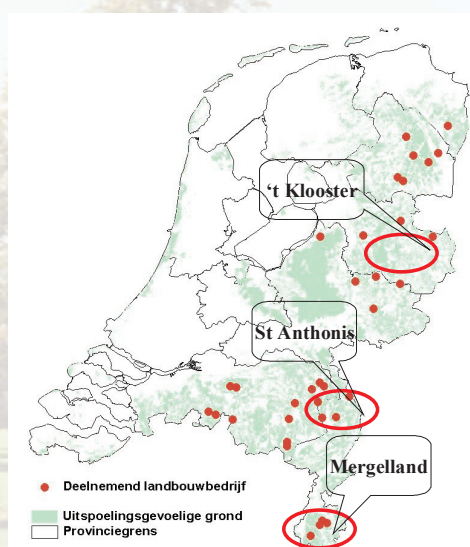 ‘t Klooster
St Anthonis
Mergelland
Deelnemend landbouwbedrijf
Uitspoelingsgevoelige grond
Provinciegrens